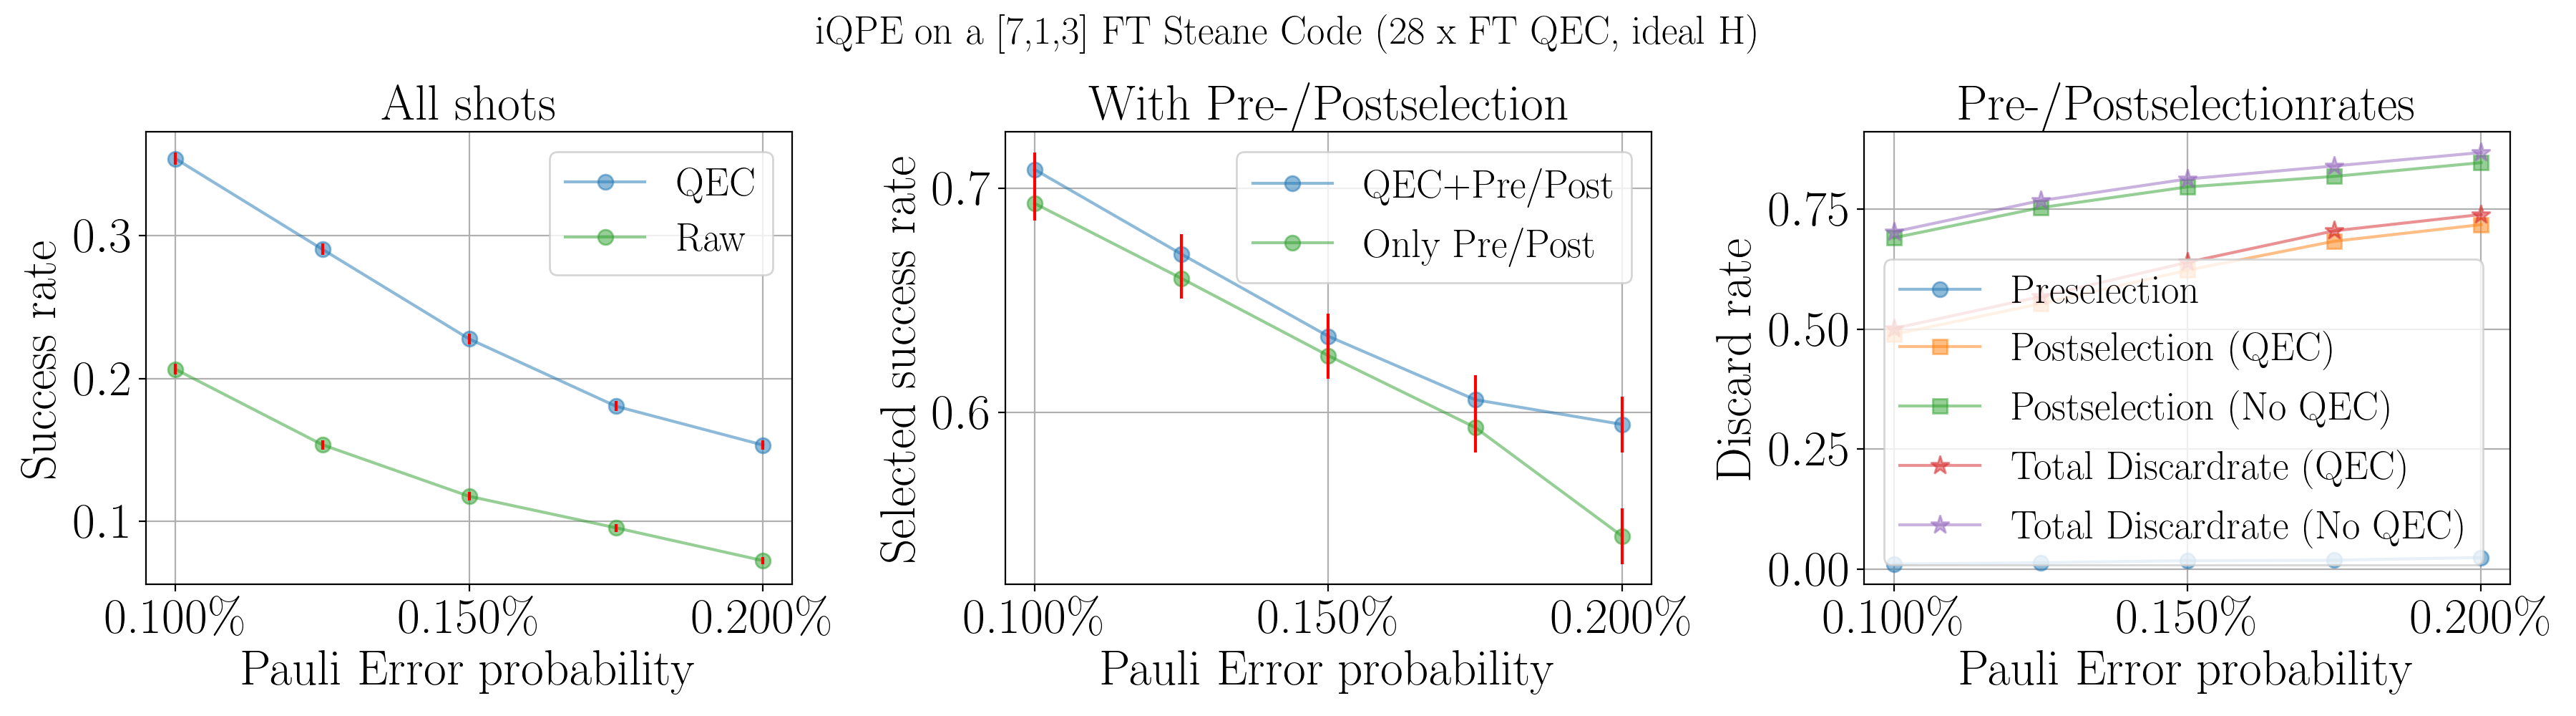 iQPE on a [7,1,3] FT Steane Code (28 x FT QEC, ideal H)
All shots
QEC
Raw
Success rate
0.3
0.2
0.1
0.100%
0.150%
0.200%
Pauli Error probability
With Pre-/Postselection
QEC+Pre/Post
Only Pre/Post
Selected success rate
0.7
0.6
0.100%
0.150%
0.200%
Pauli Error probability
Pre-/Postselectionrates
Preselection
Postselection (QEC)
Postselection (No QEC)
Total Discardrate (QEC)
Total Discardrate (No QEC)
Discard rate
0.75
0.50
0.25
0.00
0.100%
0.150%
0.200%
Pauli Error probability